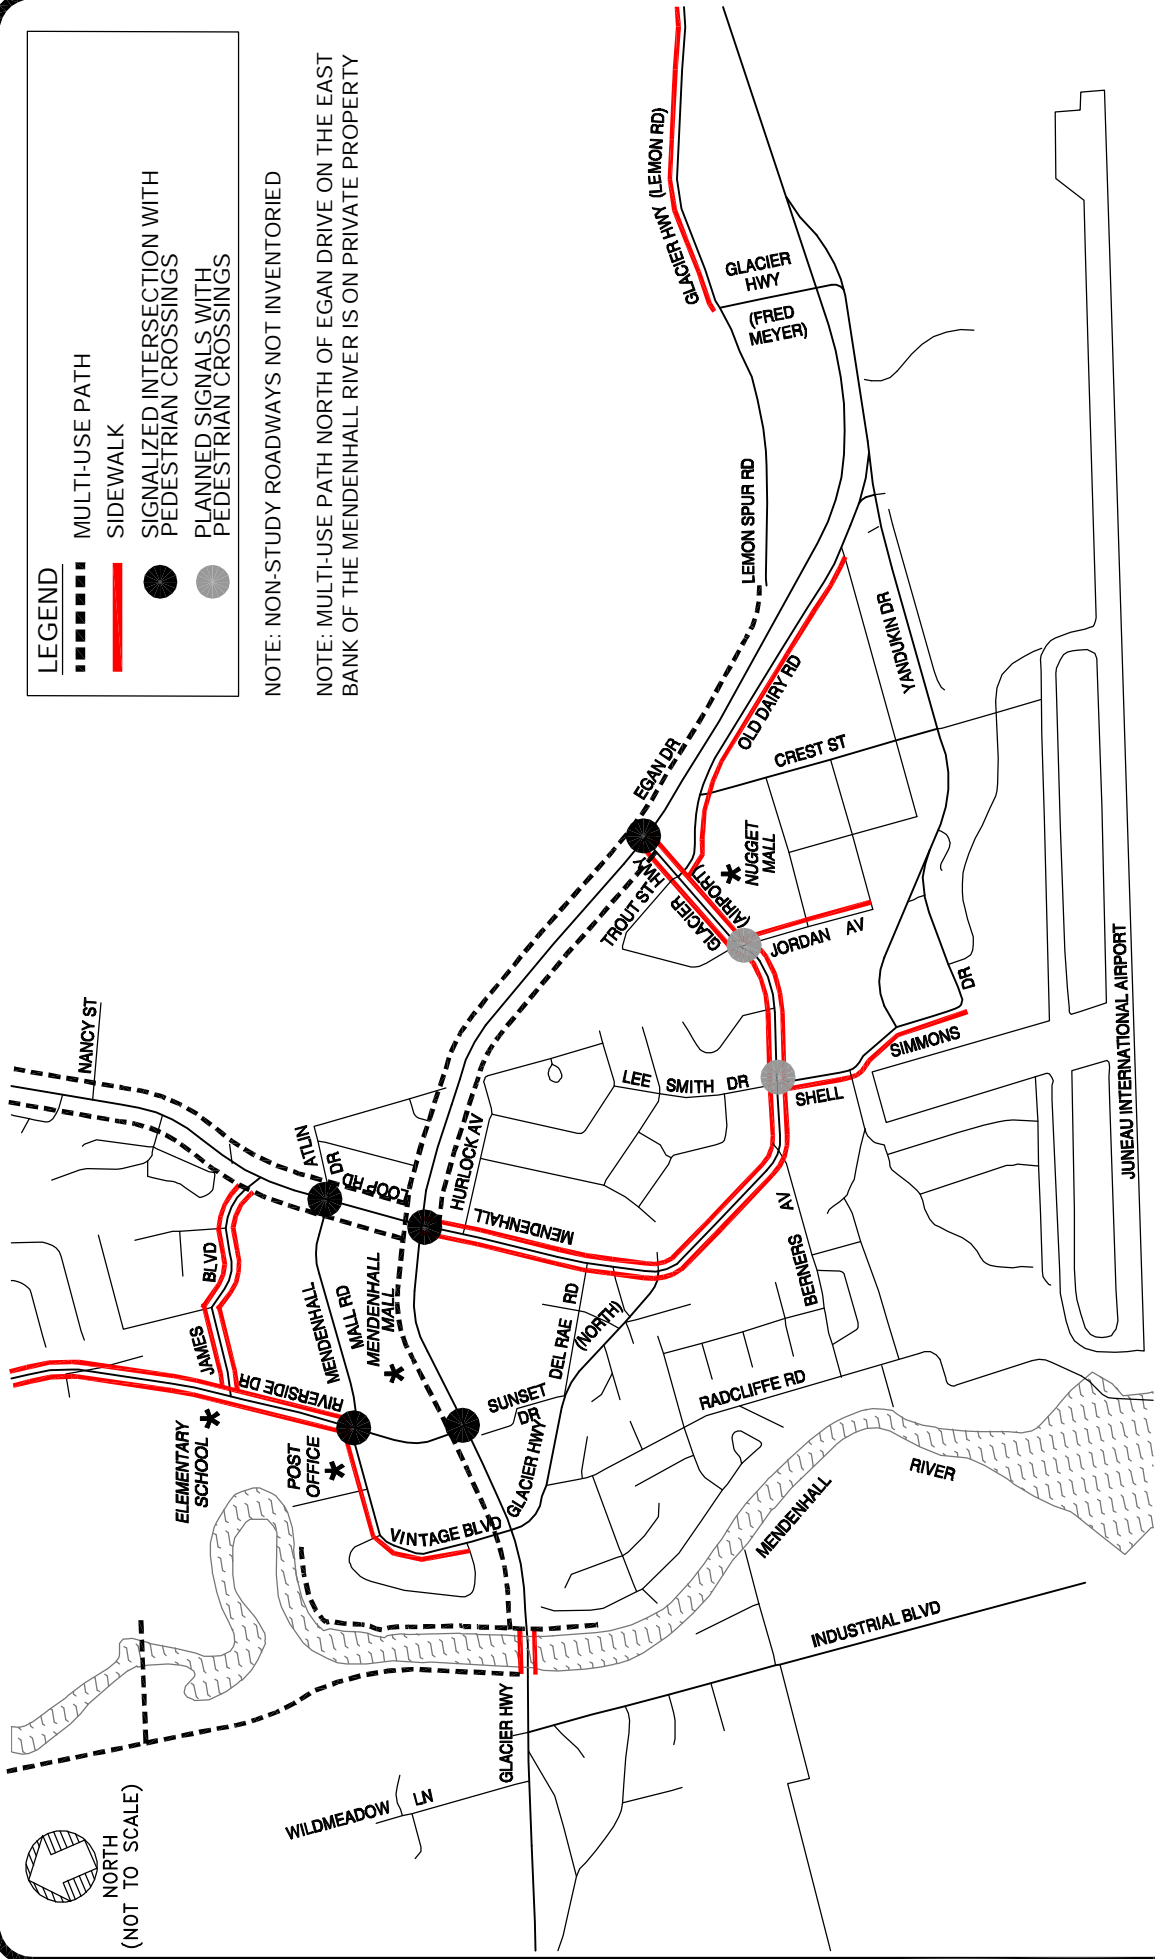 LEGEND
MULTI-USE PATH
SIDEWALK
SIGNALIZED INTERSECTION WITH
PEDESTRIAN CROSSINGS
PLANNED SIGNALS WITH
PEDESTRIAN CROSSINGS
NOTE: NON-STUDY ROADWAYS NOT INVENTORIED
NOTE: MULTI-USE PATH NORTH OF EGAN DRIVE ON THE EAST
BANK OF THE MENDENHALL RIVER IS ON PRIVATE PROPERTY
GLACIER HWY (LEMON RD)
GLACIER
HWY
(FRED
MEYER)
LEMON SPUR RD
YANDUKIN DR
OLD DAIRY RD
CREST ST
EGAN DR
NUGGET
MALL
TROUT ST
GLACIER HWY
(AIRPORT)
JORDAN AV
DR
SIMMONS
SHELL
LEE SMITH DR
JUNEAU INTERNATIONAL AIRPORT
NANCY ST
ATLIN
DR
LOOP RD
HURLOCK AV
MENDENHALL
BLVD
JAMES
MENDENHALL
MALL RD
MENDENHALL
MALL
RIVERSIDE DR
ELEMENTARY
SCHOOL
POST
OFFICE
SUNSET
DR
DEL RAE RD
(NORTH)
BERNERS AV
RADCLIFFE RD
GLACIER HWY
VINTAGE BLVD
MENDENHALL
RIVER
INDUSTRIAL BLVD
GLACIER HWY
WILDMEADOW LN
NORTH
(NOT TO SCALE)